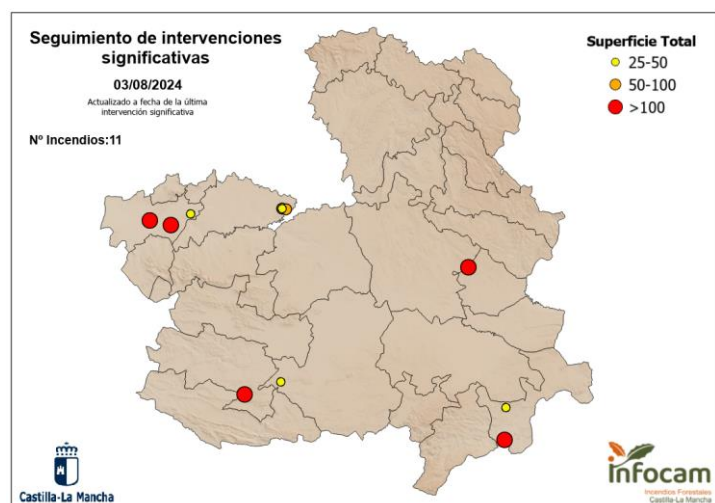 Seguimiento de intervenciones
significativas
03/08/2024
Actualizado a fecha de la última
intervención significativa
Nº Incendios:11
Superficie Total
25-50
50-100
>100
Castilla-La Mancha
infocam
Incendios Forestales
Castilla-La Mancha